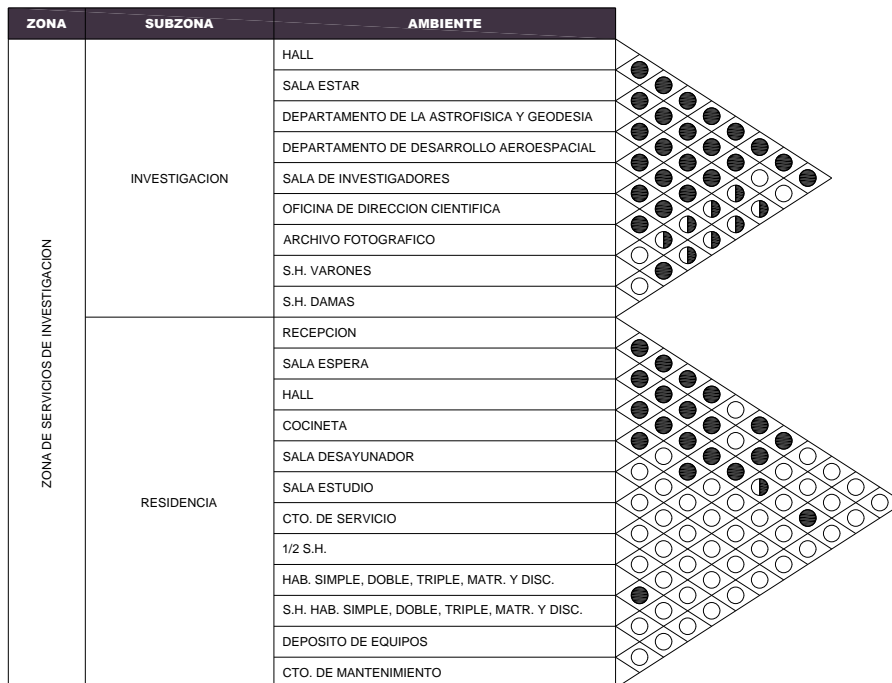 ZONA SUBZONA AMBIENTE
ZONA DE SERVICIOS DE INVESTIGACION
INVESTIGACION
HALL
SALA ESTAR
DEPARTAMENTO DE LA ASTROFISICA Y GEODESIA
DEPARTAMENTO DE DESARROLLO AEROESPACIAL
SALA DE INVESTIGADORES
OFICINA DE DIRECCION CIENTIFICA
ARCHIVO FOTOGRAFICO
S.H. VARONES
S.H. DAMAS
RESIDENCIA
RECEPCION
SALA ESPERA
HALL
COCINETA
SALA DESAYUNADOR
SALA ESTUDIO
CTO. DE SERVICIO
1/2 S.H.
HAB. SIMPLE, DOBLE, TRIPLE, MATR. Y DISC.
S.H. HAB. SIMPLE, DOBLE, TRIPLE, MATR. Y DISC.
DEPOSITO DE EQUIPOS
CTO. DE MANTENIMIENTO